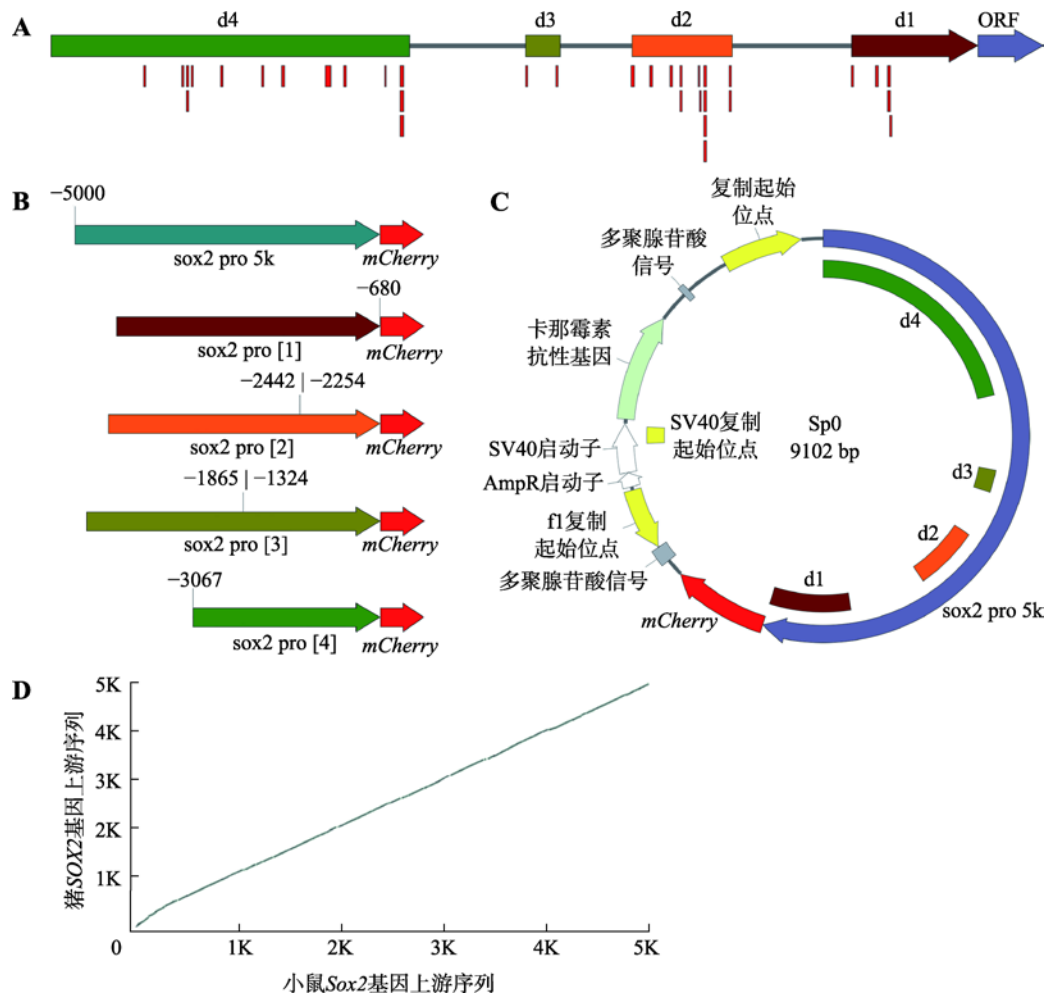 A
d4
d3
d2
d1
ORF
B
−5000
sox2 pro 5k
mCherry
−680
sox2 pro [1]
mCherry
−2442 | −2254
sox2 pro [2]
mCherry
−1865 | −1324
sox2 pro [3]
mCherry
−3067
sox2 pro [4]
mCherry
C
复制起始
位点
多聚腺苷酸
信号
卡那霉素
抗性基因
SV40启动子
AmpR启动子
f1复制
起始位点
多聚腺苷酸信号
mCherry
SV40复制
起始位点
Sp0
9102 bp
d4
d3
d2
d1
sox2 pro 5k
D
猪SOX2基因上游序列
5K
4K
3K
2K
1K
0
1K
2K
3K
4K
5K
小鼠Sox2基因上游序列